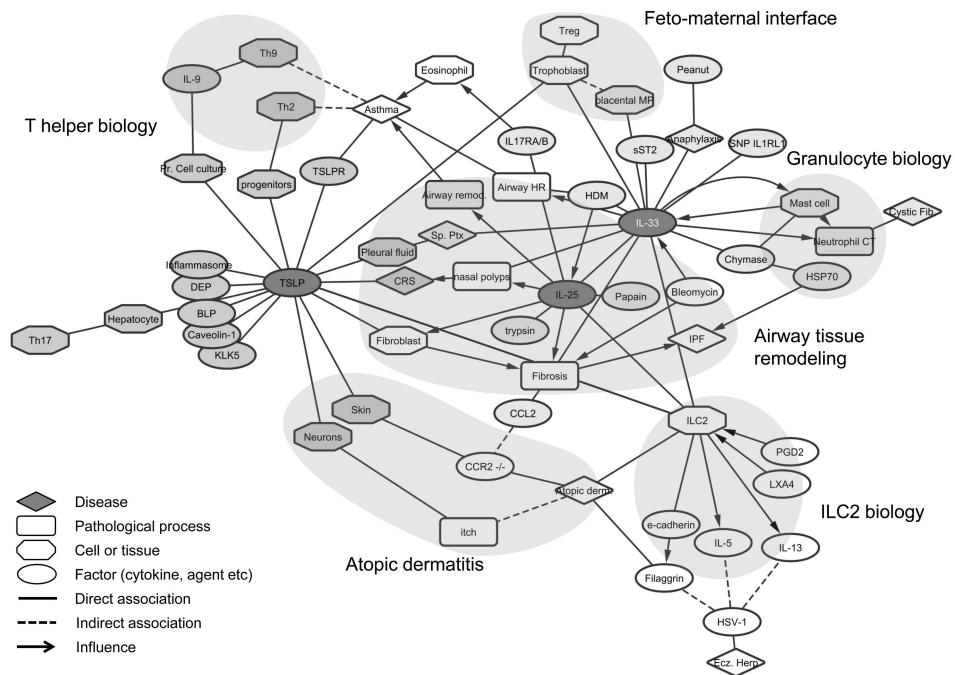 Feto-maternal interface
Treg
Th9
IL-9
Eosinophil
Trophoblast
Peanut
placental MP
Th2
Asthma
T helper biology
IL17RA/B
sST2
Anaphylaxis
SNP IL1RL1
Granulocyte biology
Pr. Cell culture
progenitors
TSLPR
Airway remod.
Airway HR
HDM
Mast cell
Cystic Fib.
IL-33
Sp. Ptx
Neutrophil CT
Pleural fluid
Chymase
Inflammasome
HSP70
TSLP
CRS
nasal polyps
DEP
IL-25
Papain
Bleomycin
BLP
Hepatocyte
trypsin
Caveolin-1
Th17
Fibroblast
IPF
Airway tissue
remodeling
KLK5
Fibrosis
Skin
CCL2
ILC2
Neurons
PGD2
CCR2 -/-
LXA4
Atopic derm.
Disease
ILC2 biology
e-cadherin
Pathological process
itch
IL-5
IL-13
Cell or tissue
Atopic dermatitis
Factor (cytokine, agent etc)
Filaggrin
Direct association
Indirect association
HSV-1
Influence
Ecz. Herp.